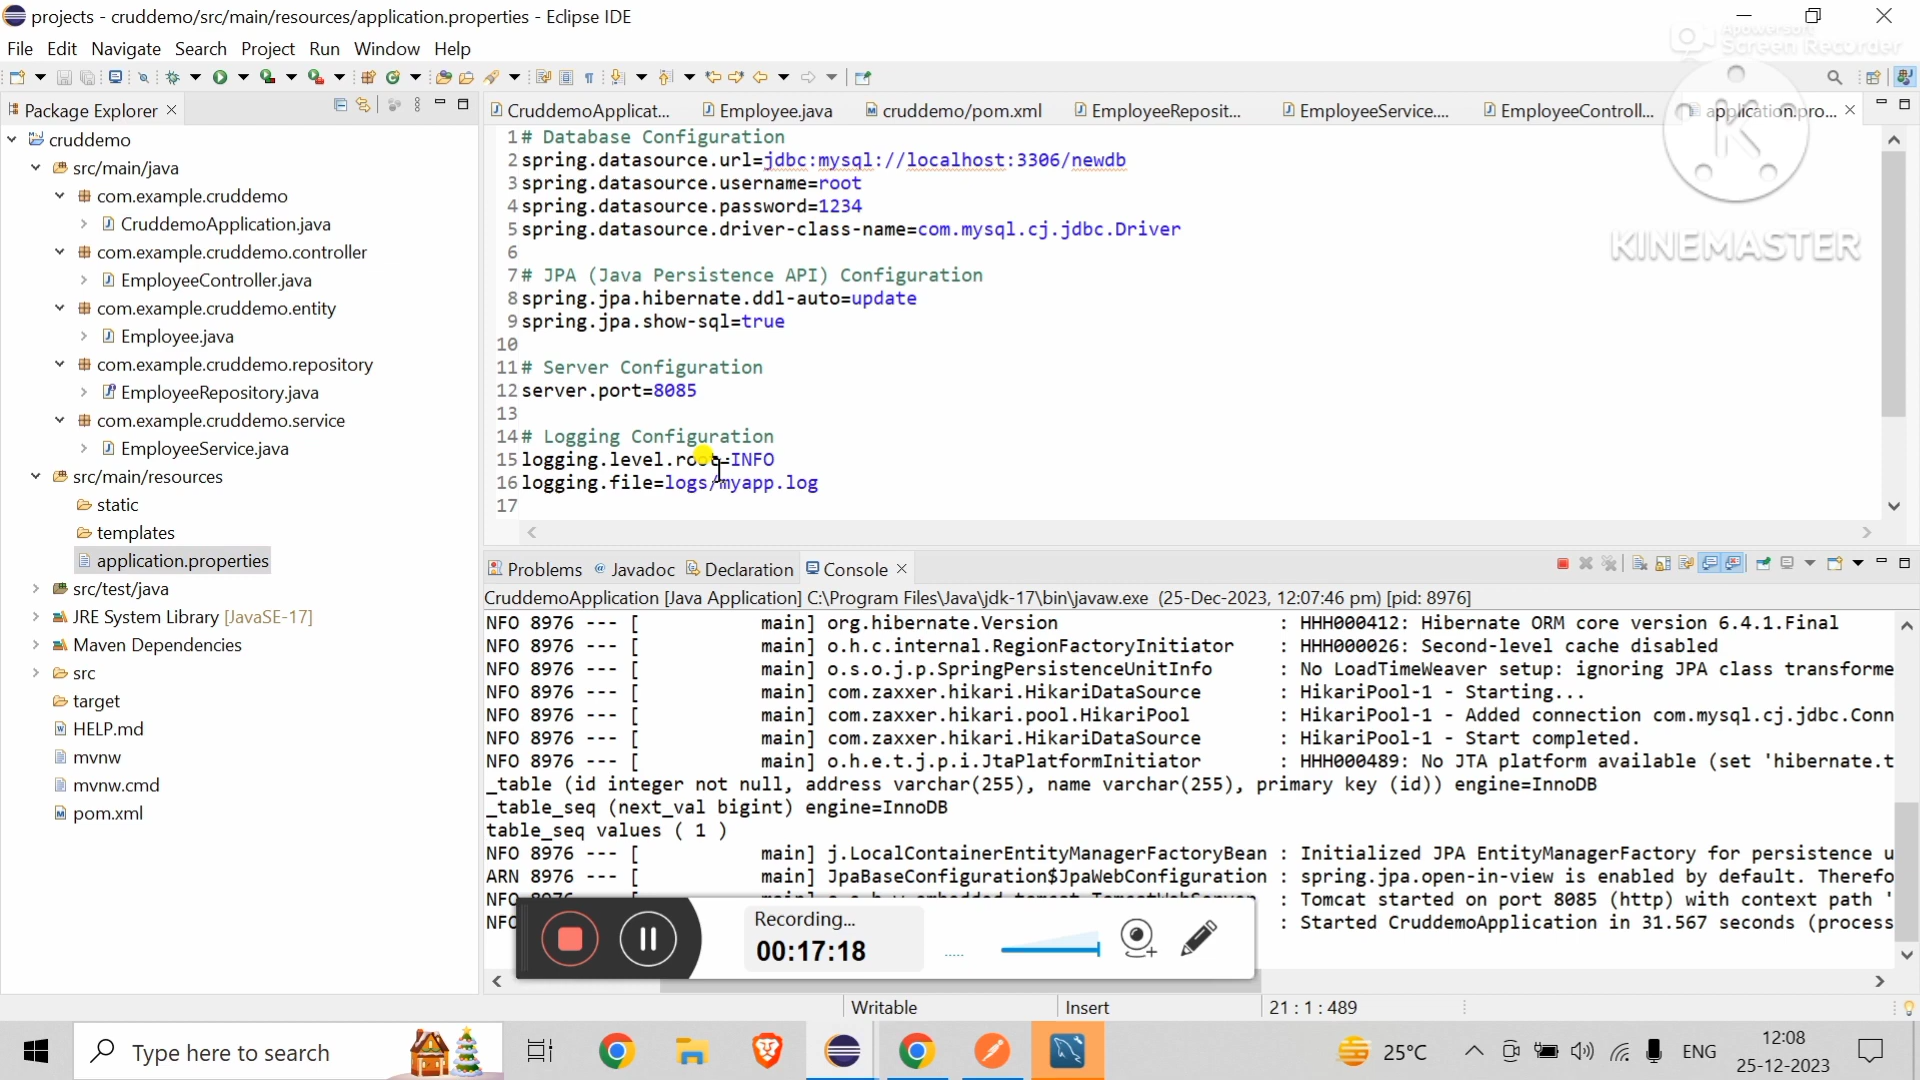 projects - cruddemo/src/main/resources/application.properties - Eclipse IDE
File Edit Navigate Search Project Run Window Help
Apowersoft
Screen Recorder
Package Explorer
CruddemoApplicat... Employee.java cruddemo/pom.xml EmployeeReposit... EmployeeService.... EmployeeControll... application.pro...
K
KINEMASTER
cruddemo
src/main/java
com.example.cruddemo
CruddemoApplication.java
com.example.cruddemo.controller
EmployeeController.java
com.example.cruddemo.entity
Employee.java
com.example.cruddemo.repository
EmployeeRepository.java
com.example.cruddemo.service
EmployeeService.java
src/main/resources
static
templates
application.properties
src/test/java
JRE System Library [JavaSE-17]
Maven Dependencies
src
target
HELP.md
mvnw
mvnw.cmd
pom.xml
1 # Database Configuration
2 spring.datasource.url=jdbc:mysql://localhost:3306/newdb
3 spring.datasource.username=root
4 spring.datasource.password=1234
5 spring.datasource.driver-class-name=com.mysql.cj.jdbc.Driver
6
7 # JPA (Java Persistence API) Configuration
8 spring.jpa.hibernate.ddl-auto=update
9 spring.jpa.show-sql=true
10
11 # Server Configuration
12 server.port=8085
13
14 # Logging Configuration
15 logging.level.root=INFO
16 logging.file=logs/myapp.log
17
Problems Javadoc Declaration Console
CruddemoApplication [Java Application] C:\Program Files\Java\jdk-17\bin\javaw.exe (25-Dec-2023, 12:07:46 pm) [pid: 8976]
NFO 8976 --- [ main] org.hibernate.Version : HHH000412: Hibernate ORM core version 6.4.1.Final
NFO 8976 --- [ main] o.h.c.internal.RegionFactoryInitiator : HHH000026: Second-level cache disabled
NFO 8976 --- [ main] o.s.o.j.p.SpringPersistenceUnitInfo : No LoadTimeWeaver setup: ignoring JPA class transforme
NFO 8976 --- [ main] com.zaxxer.hikari.HikariDataSource : HikariPool-1 - Starting...
NFO 8976 --- [ main] com.zaxxer.hikari.pool.HikariPool : HikariPool-1 - Added connection com.mysql.cj.jdbc.Conn
NFO 8976 --- [ main] com.zaxxer.hikari.HikariDataSource : HikariPool-1 - Start completed.
NFO 8976 --- [ main] o.h.e.t.j.p.i.JtaPlatformInitiator : HHH000489: No JTA platform available (set 'hibernate.t
_table (id integer not null, address varchar(255), name varchar(255), primary key (id)) engine=InnoDB
_table_seq (next_val bigint) engine=InnoDB
table_seq values ( 1 )
NFO 8976 --- [ main] j.LocalContainerEntityManagerFactoryBean : Initialized JPA EntityManagerFactory for persistence u
ARN 8976 --- [ main] JpaBaseConfiguration$JpaWebConfiguration : spring.jpa.open-in-view is enabled by default. Therefo
NFO : Tomcat started on port 8085 (http) with context path '
NFO : Started CruddemoApplication in 31.567 seconds (process
Recording...
00:17:18
Writable Insert 21 : 1 : 489
Type here to search
25°C
ENG
12:08
25-12-2023